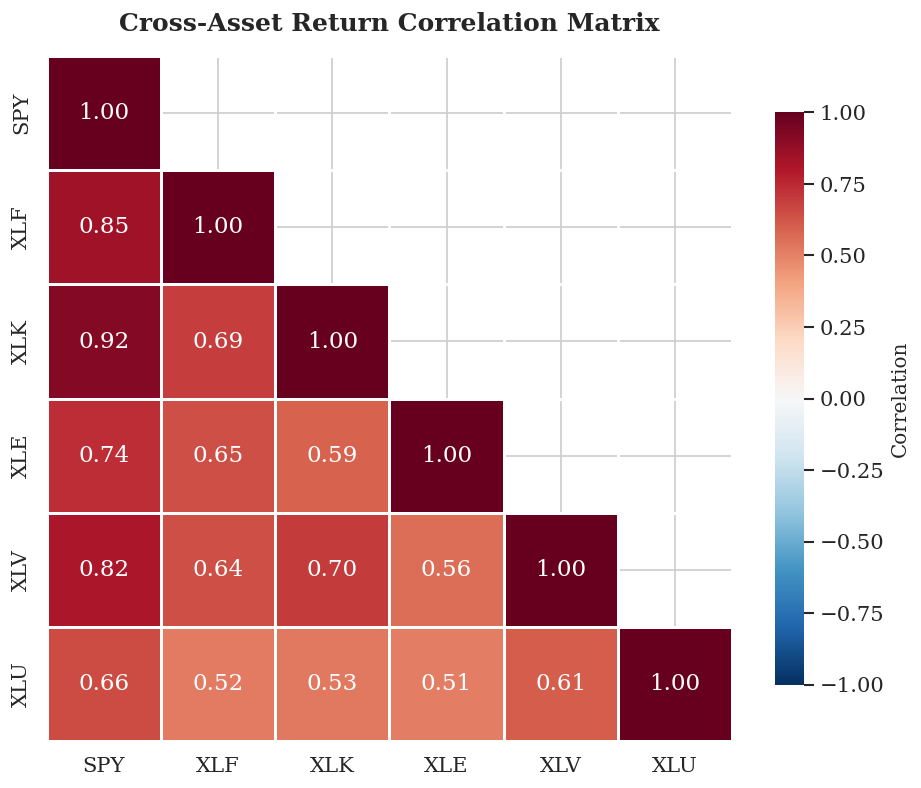 Cross-Asset Return Correlation Matrix
SPY 1.00
XLF 0.85 1.00
XLK 0.92 0.69 1.00
XLE 0.74 0.65 0.59 1.00
XLV 0.82 0.64 0.70 0.56 1.00
XLU 0.66 0.52 0.53 0.51 0.61 1.00
SPY XLF XLK XLE XLV XLU
1.00
0.75
0.50
0.25
0.00
−0.25
−0.50
−0.75
−1.00
Correlation